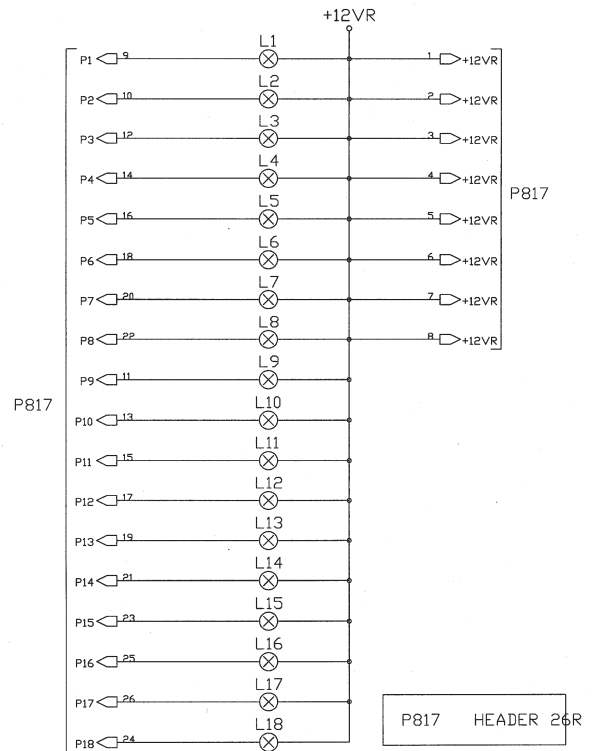 +12VR
L1
P1 9 1 +12VR
L2
P2 10 2 +12VR
L3
P3 12 3 +12VR
L4
P4 14 4 +12VR
P817
L5
P5 16 5 +12VR
L6
P6 18 6 +12VR
L7
P7 20 7 +12VR
L8
P8 22 8 +12VR
L9
P9 11
P817
L10
P10 13
L11
P11 15
L12
P12 17
L13
P13 19
L14
P14 21
L15
P15 23
L16
P16 25
L17
P17 26
P817 HEADER 26R
L18
P18 24